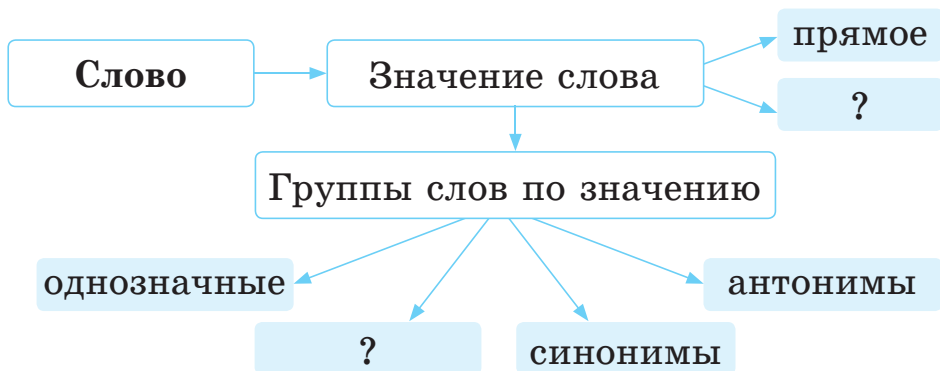 прямое
Слово
Значение слова
?
Группы слов по значению
однозначные
антонимы
?
синонимы